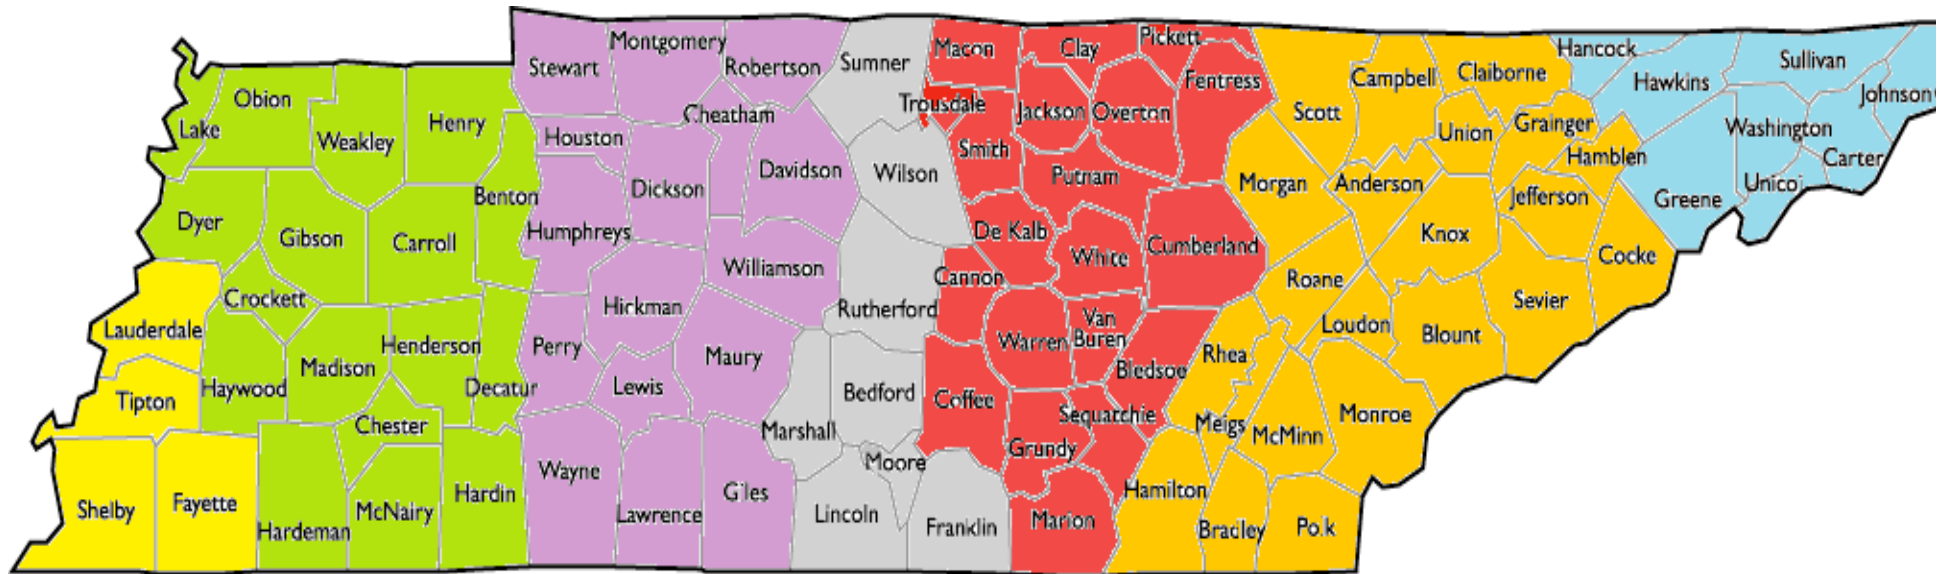 Stewart
Montgomery
Robertson
Sumner
Macon
Clay
Pickett
Fentress
Scott
Campbell
Claiborne
Hancock
Hawkins
Sullivan
Johnson
Lake
Obion
Weakley
Henry
Houston
Cheatham
Trousdale
Jackson
Overton
Union
Grainger
Washington
Carter
Benton
Dickson
Davidson
Wilson
Smith
Putnam
Morgan
Anderson
Hamblen
Jefferson
Greene
Unicoi
Dyer
Gibson
Carroll
Humphreys
Williamson
De Kalb
White
Cumberland
Knox
Cocke
Crockett
Hickman
Rutherford
Cannon
Roane
Sevier
Lauderdale
Madison
Henderson
Perry
Maury
Warren
Van
Buren
Bledsoe
Rhea
Loudon
Blount
Tipton
Haywood
Decatur
Lewis
Bedford
Coffee
Sequatchie
Chester
Marshall
Moore
Grundy
Meigs
McMinn
Monroe
Shelby
Fayette
Hardeman
McNairy
Hardin
Wayne
Lawrence
Giles
Lincoln
Franklin
Marion
Hamilton
Bradley
Polk